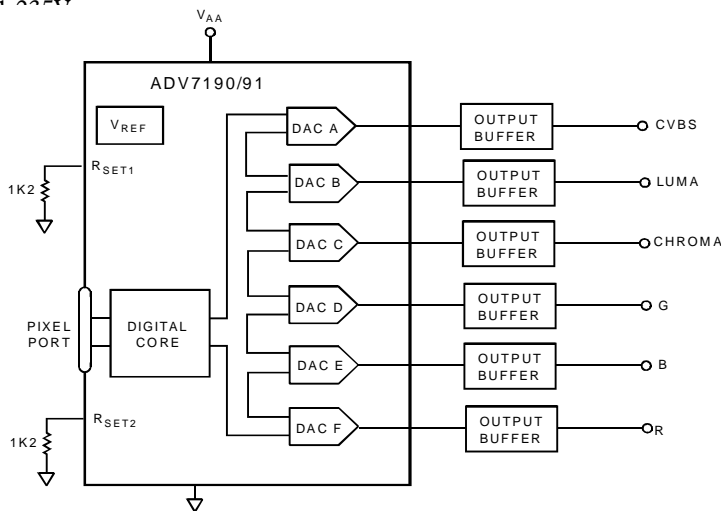 V_AA
ADV7190/91
V_REF
R_SET1
1K2
PIXEL
PORT
DIGITAL
CORE
R_SET2
1K2
DAC A
OUTPUT
BUFFER
CVBS
DAC B
OUTPUT
BUFFER
LUMA
DAC C
OUTPUT
BUFFER
CHROMA
DAC D
OUTPUT
BUFFER
G
DAC E
OUTPUT
BUFFER
B
DAC F
OUTPUT
BUFFER
R